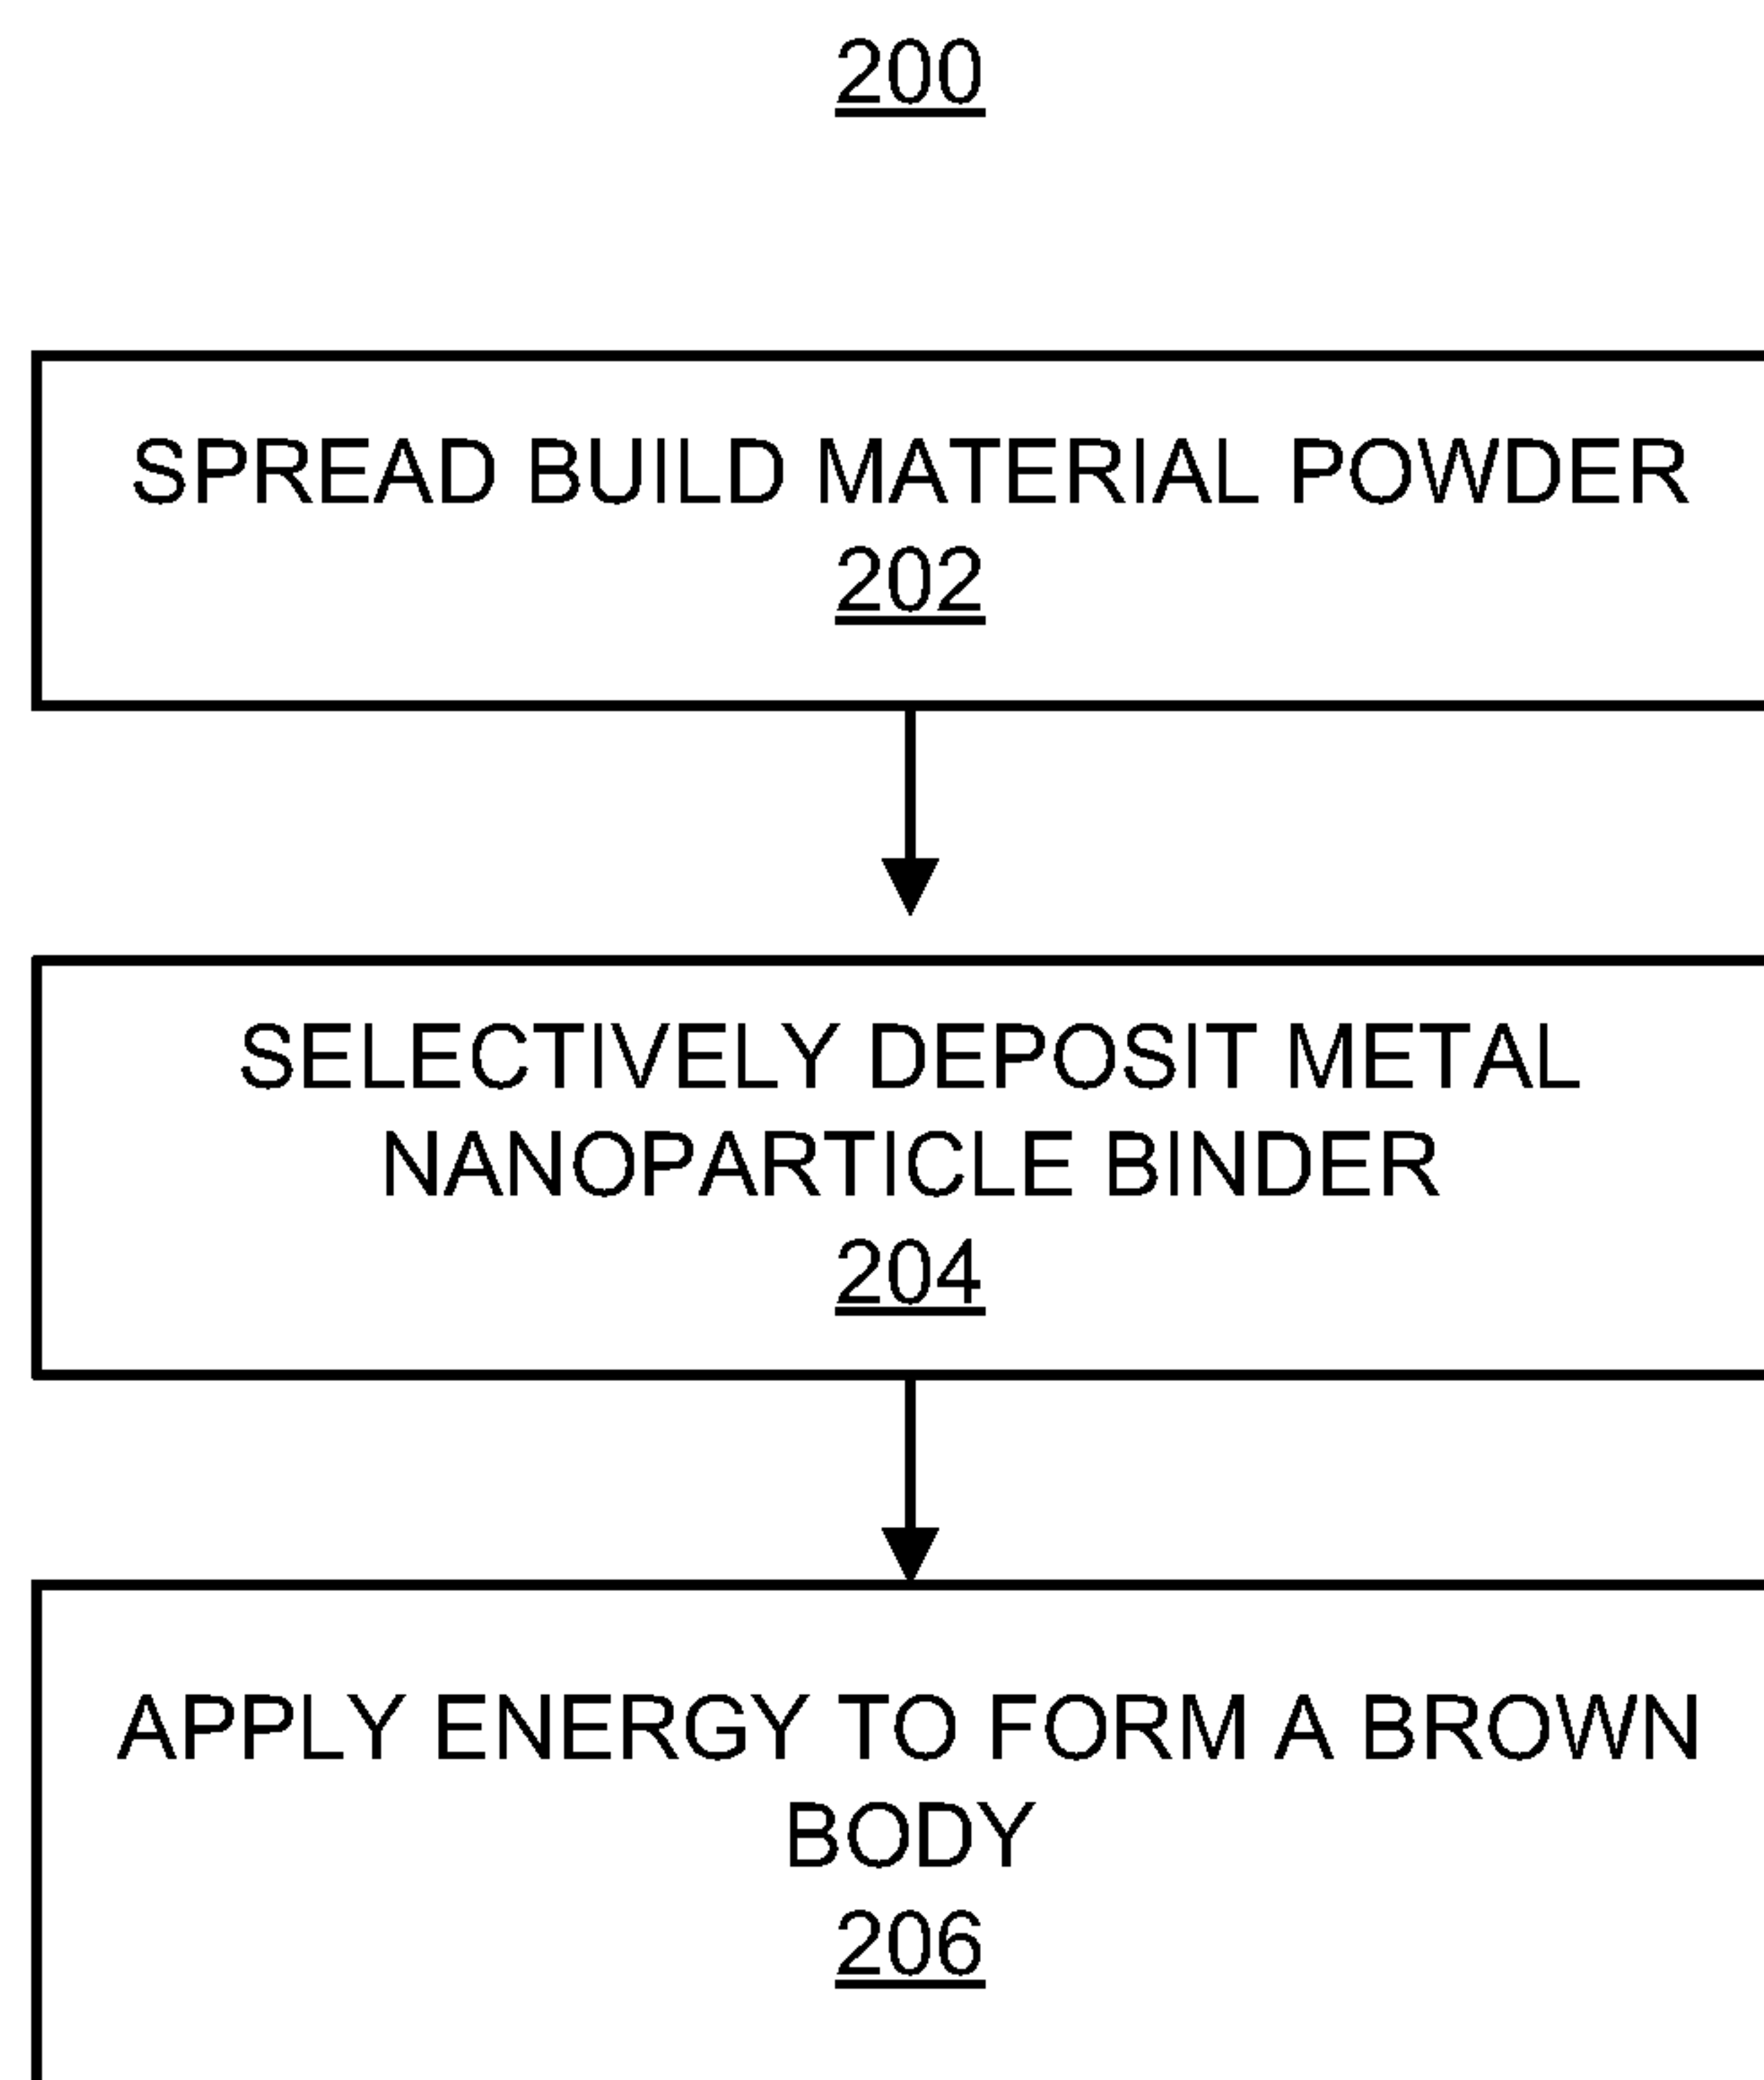 200
SPREAD BUILD MATERIAL POWDER
202
SELECTIVELY DEPOSIT METAL
NANOPARTICLE BINDER
204
APPLY ENERGY TO FORM A BROWN
BODY
206